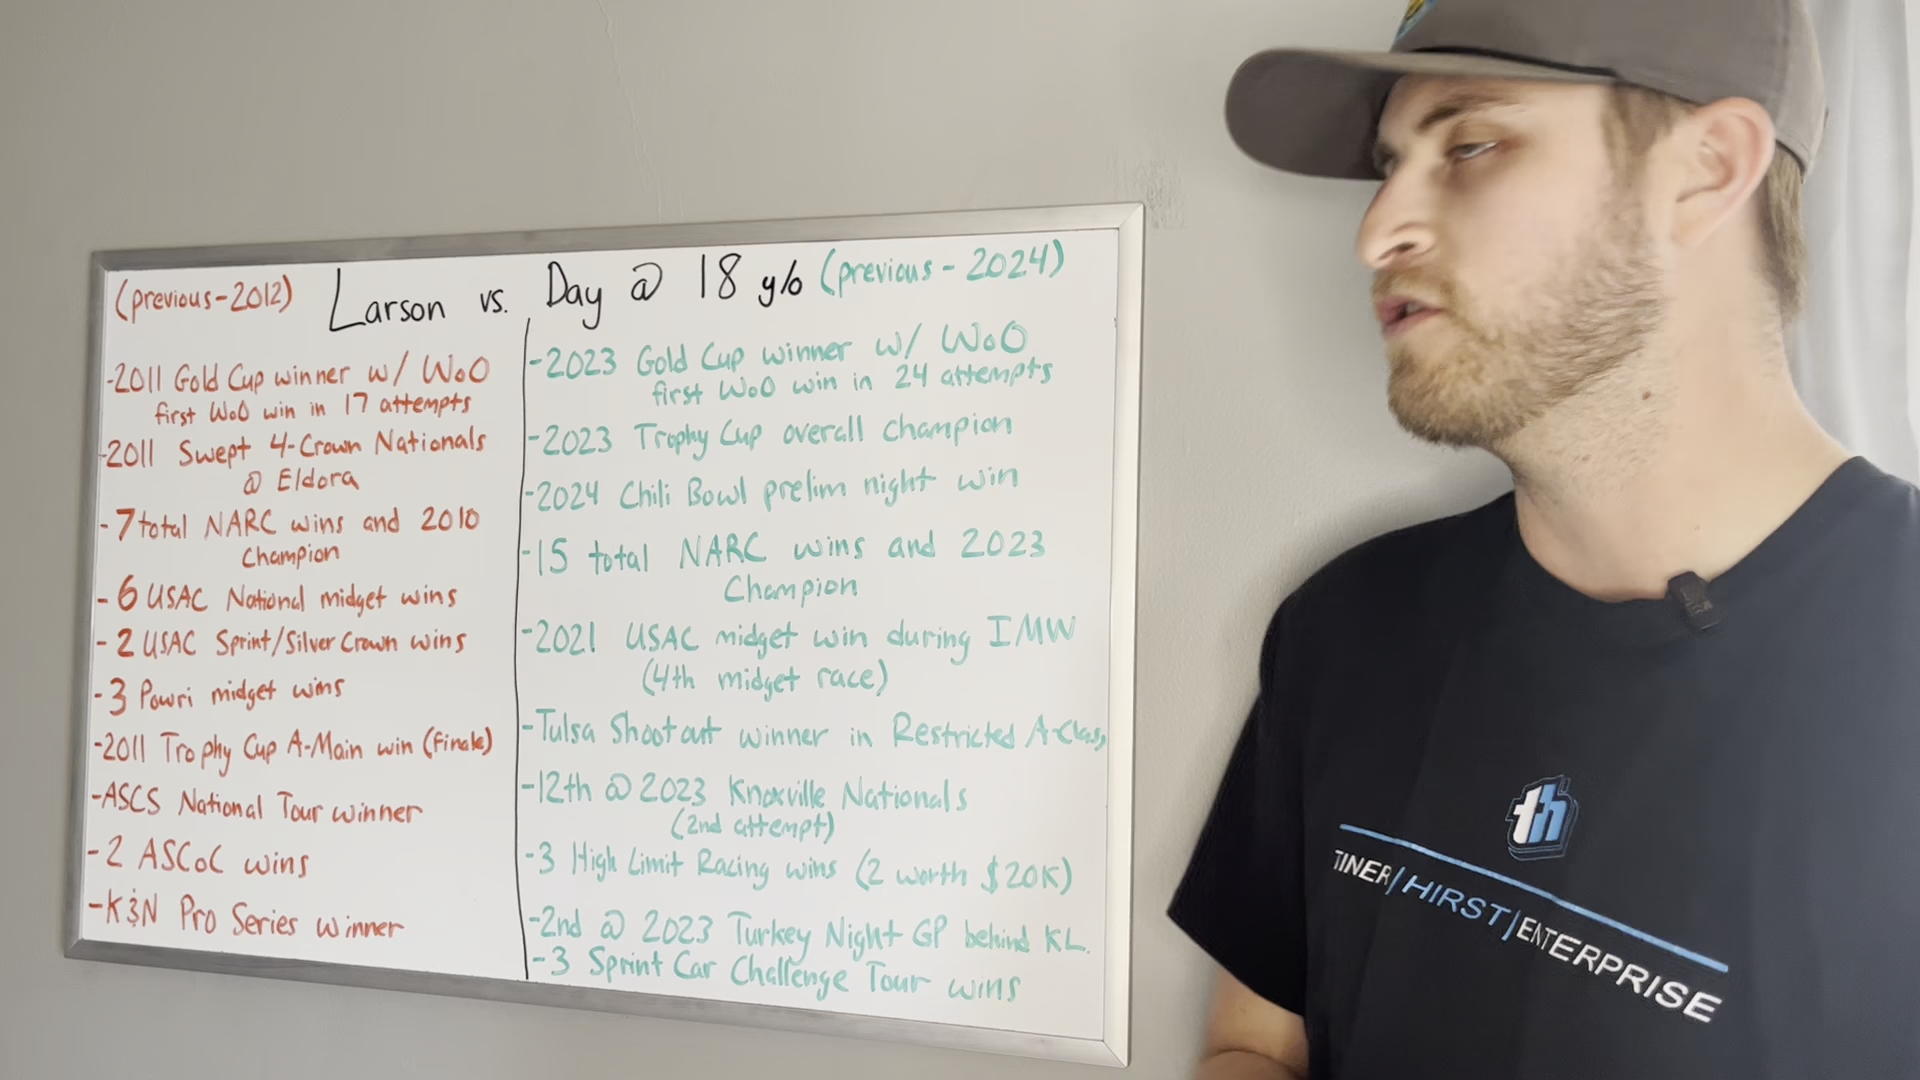 (previous-2012) Larson vs. Day @ 18 y/o (previous - 2024)
-2011 Gold Cup winner w/ WoO
first WoO win in 17 attempts
-2011 Swept 4-Crown Nationals
@ Eldora
-7 total NARC wins and 2010
Champion
-6 USAC National midget wins
-2 USAC Sprint/Silver Crown wins
-3 Powri midget wins
-2011 Trophy Cup A-Main win (finale)
-ASCS National Tour winner
-2 ASCoC wins
-K&N Pro Series winner
-2023 Gold Cup winner w/ WoO
first WoO win in 24 attempts
-2023 Trophy Cup overall champion
-2024 Chili Bowl prelim night win
-15 total NARC wins and 2023
Champion
-2021 USAC midget win during IMW
(4th midget race)
-Tulsa Shootout winner in Restricted A-Class
-12th @ 2023 Knoxville Nationals
(2nd attempt)
-3 High Limit Racing wins (2 worth $20K)
-2nd @ 2023 Turkey Night GP behind KL.
-3 Sprint Car Challenge Tour wins
th
TINER/HIRST/ENTERPRISE